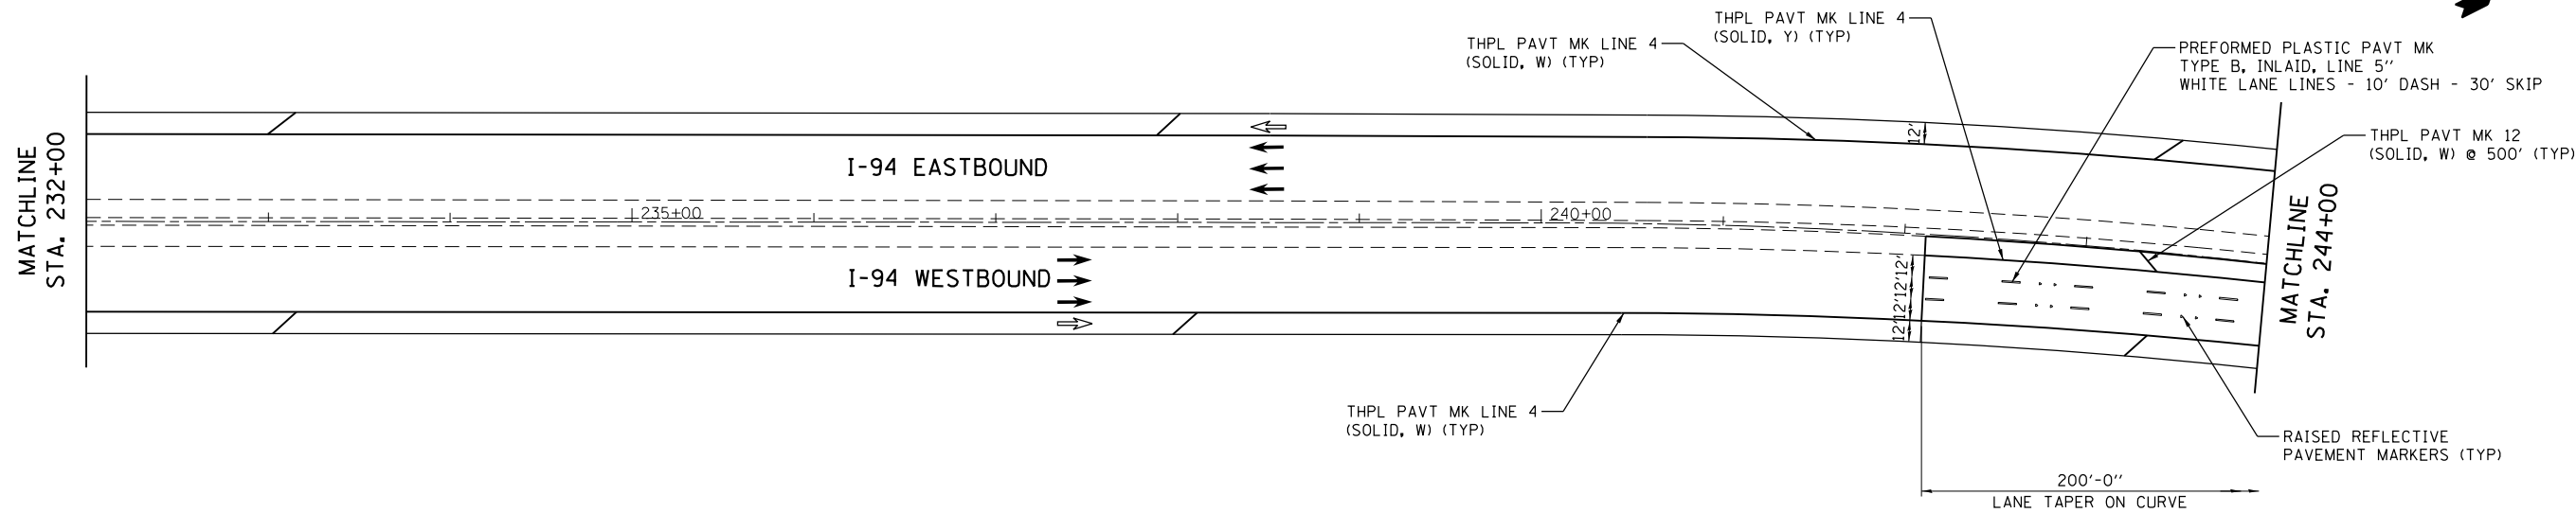 THPL PAVT MK LINE 4
(SOLID, Y) (TYP)
THPL PAVT MK LINE 4
(SOLID, W) (TYP)
PREFORMED PLASTIC PAVT MK
TYPE B, INLAID, LINE 5''
WHITE LANE LINES - 10' DASH - 30' SKIP
THPL PAVT MK 12
(SOLID, W) @ 500' (TYP)
MATCHLINE
STA. 232+00
I-94 EASTBOUND
12'
235+00
240+00
I-94 WESTBOUND
12'
12'
12'
12'
MATCHLINE
STA. 244+00
THPL PAVT MK LINE 4
(SOLID, W) (TYP)
RAISED REFLECTIVE
PAVEMENT MARKERS (TYP)
200'-0''
LANE TAPER ON CURVE